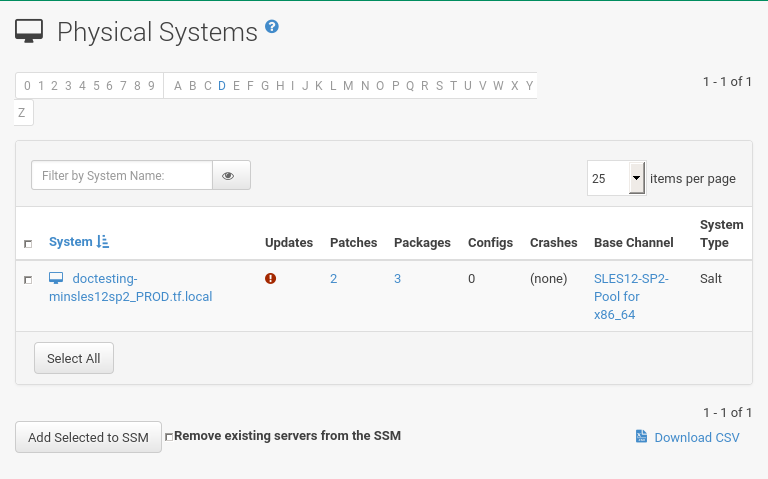 Physical Systems ?
0 1 2 3 4 5 6 7 8 9 A B C D E F G H I J K L M N O P Q R S T U V W X Y
Z
1 - 1 of 1
Filter by System Name:
25 items per page
System Updates Patches Packages Configs Crashes Base Channel System Type
doctesting-minsles12sp2_PROD.tf.local 2 3 0 (none) SLES12-SP2-Pool for x86_64 Salt
Select All
1 - 1 of 1
Add Selected to SSM Remove existing servers from the SSM Download CSV